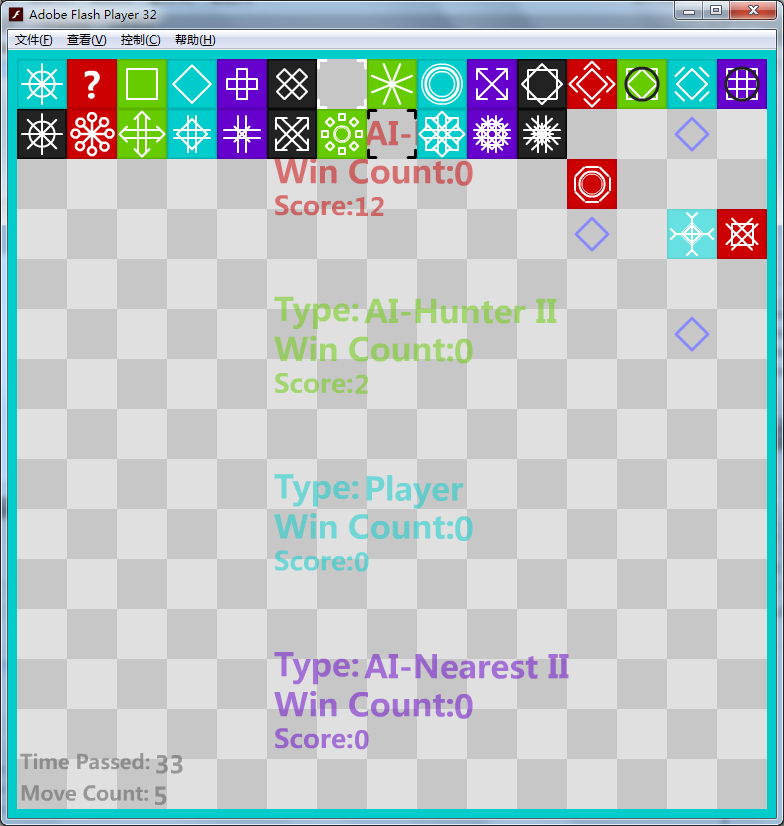 Adobe Flash Player 32
文件(F) 查看(V) 控制(C) 帮助(H)
?
AI-
Win Count:0
Score:12
Type: AI-Hunter II
Win Count:0
Score:2
Type: Player
Win Count:0
Score:0
Type: AI-Nearest II
Win Count:0
Score:0
Time Passed: 33
Move Count: 5